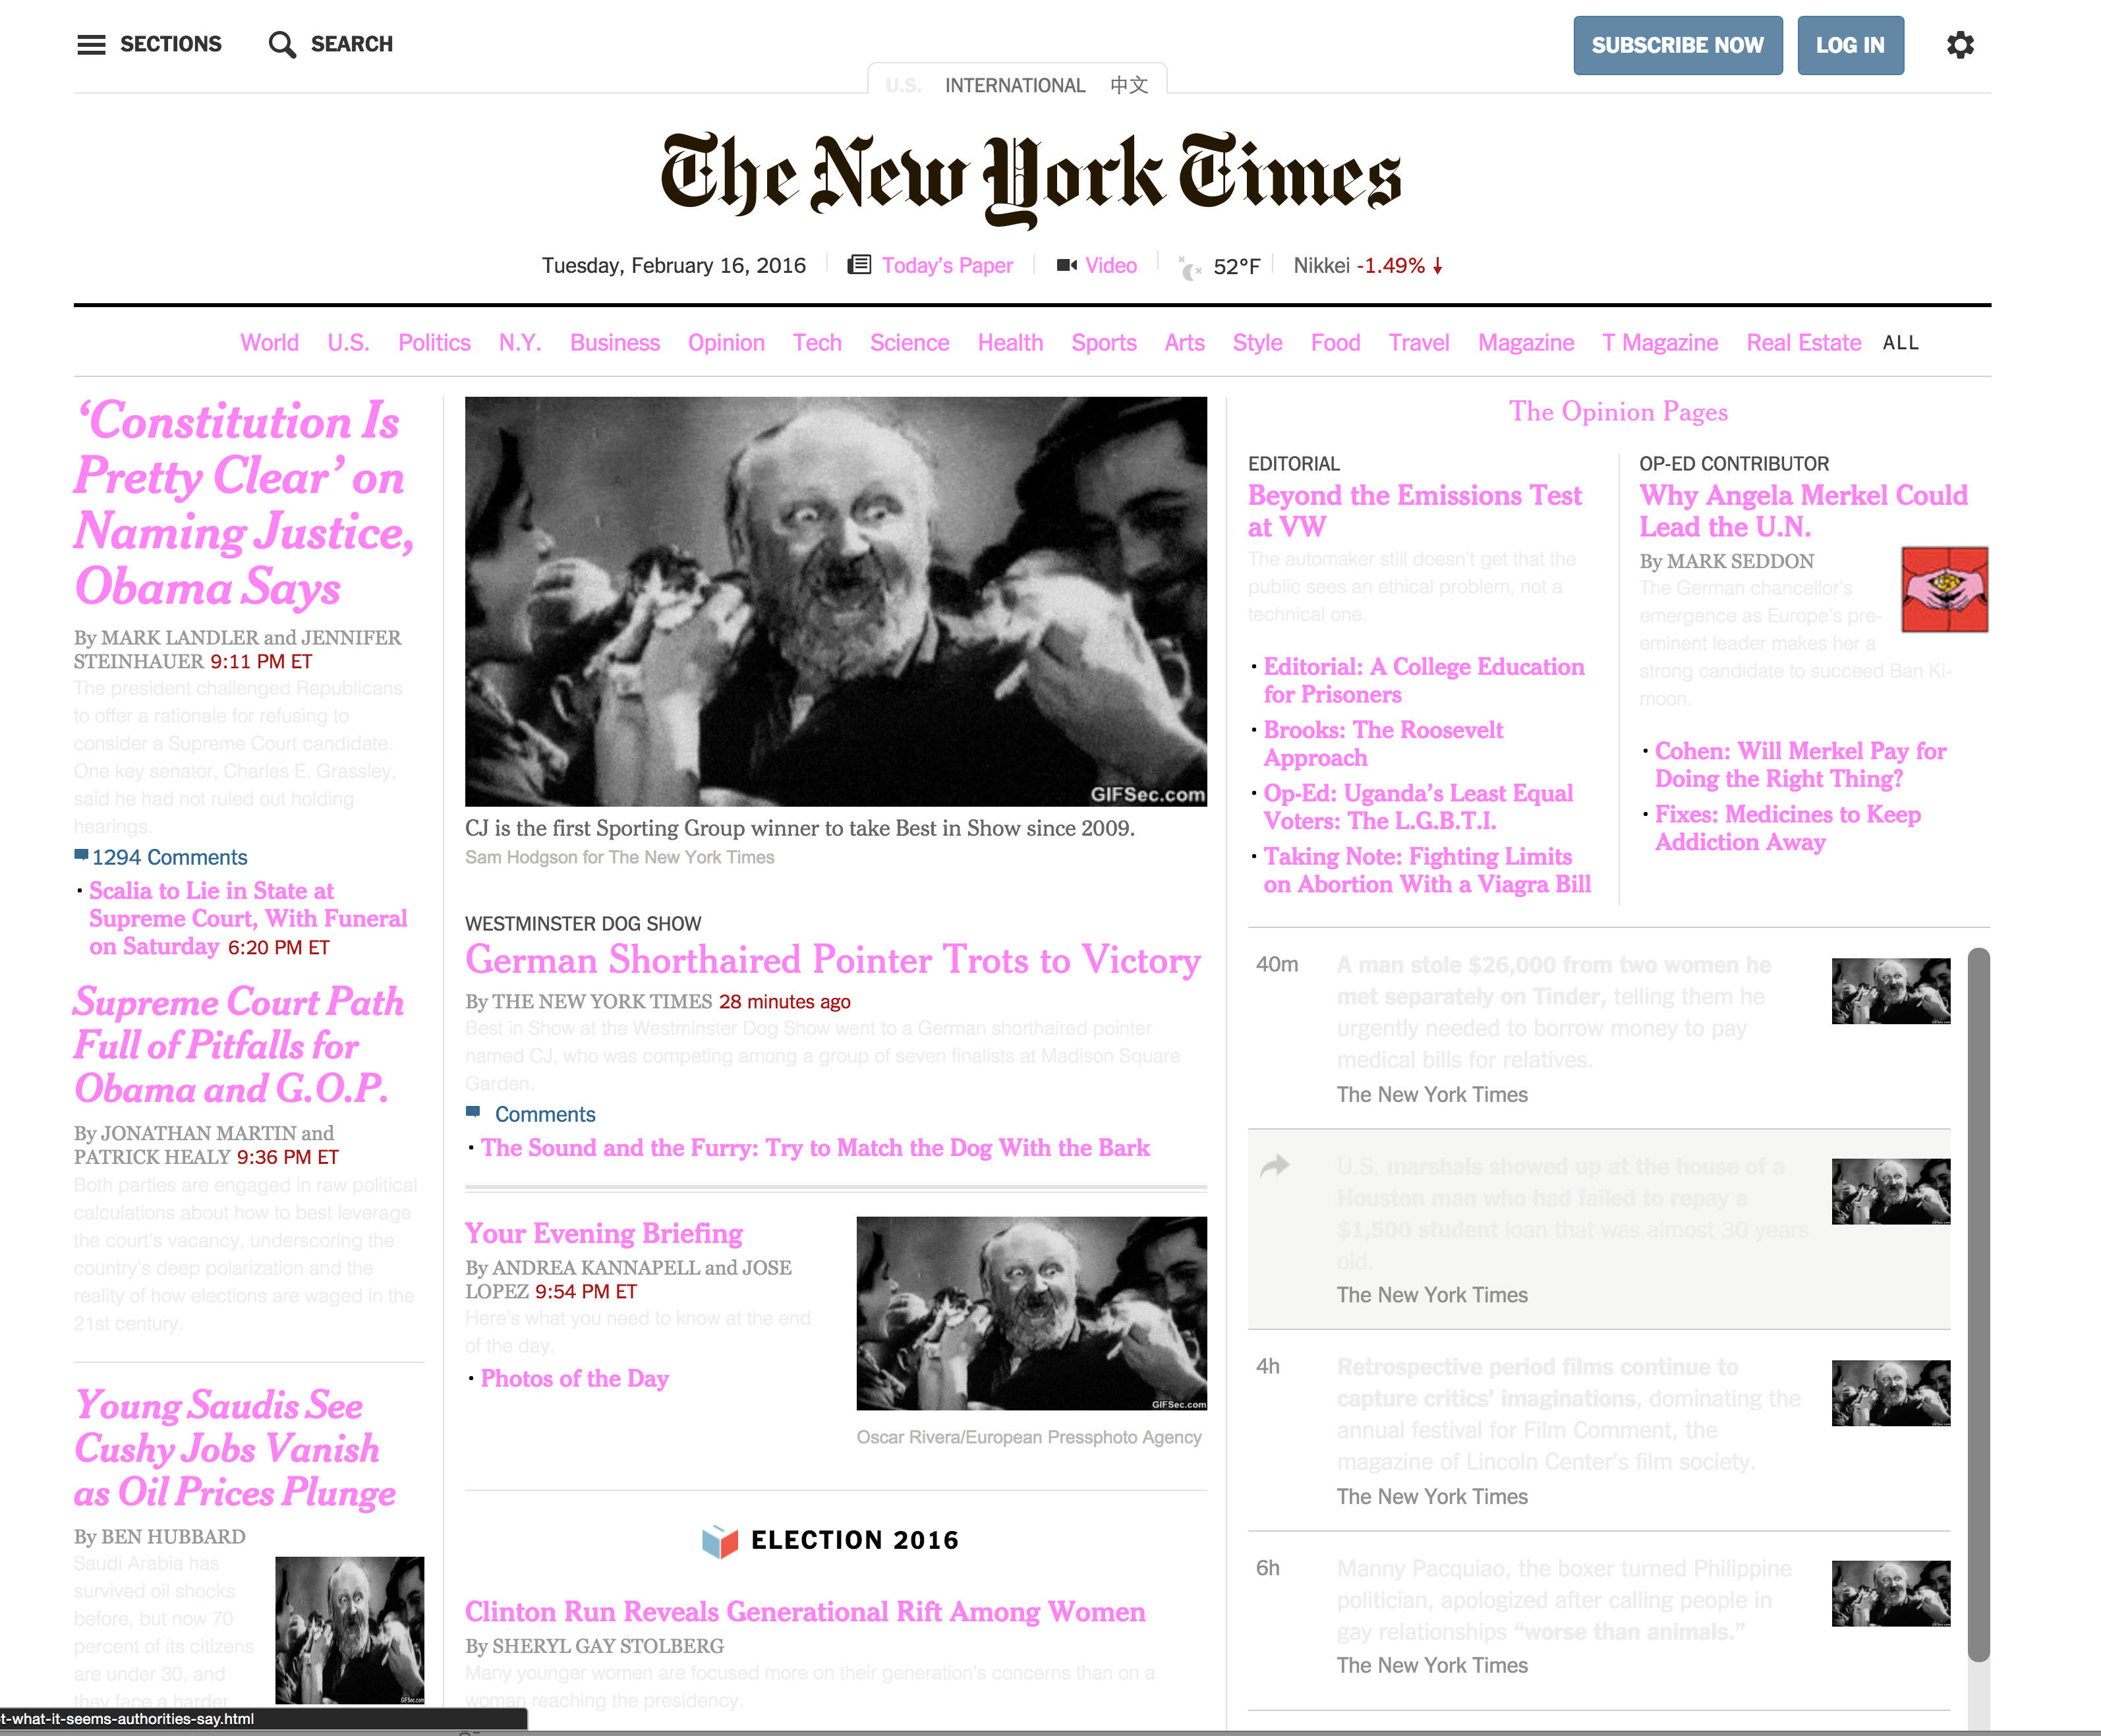 SECTIONS
SEARCH
SUBSCRIBE NOW
LOG IN
U.S. INTERNATIONAL 中文
The New York Times
Tuesday, February 16, 2016
Today's Paper
Video
52°F
Nikkei -1.49%
World U.S. Politics N.Y. Business Opinion Tech Science Health Sports Arts Style Food Travel Magazine T Magazine Real Estate ALL
‘Constitution Is
Pretty Clear’ on
Naming Justice,
Obama Says
By MARK LANDLER and JENNIFER
STEINHAUER 9:11 PM ET
The president challenged Republicans
to offer a rationale for refusing to
consider a Supreme Court candidate.
One key senator, Charles E. Grassley,
said he had not ruled out holding
hearings.
1294 Comments
· Scalia to Lie in State at
Supreme Court, With Funeral
on Saturday 6:20 PM ET
Supreme Court Path
Full of Pitfalls for
Obama and G.O.P.
By JONATHAN MARTIN and
PATRICK HEALY 9:36 PM ET
Both parties are engaged in raw political
calculations about how to best leverage
the court's vacancy, underscoring the
country's deep polarization and the
reality of how elections are waged in the
21st century.
Young Saudis See
Cushy Jobs Vanish
as Oil Prices Plunge
By BEN HUBBARD
Saudi Arabia has
survived oil shocks
before, but now 70
percent of its citizens
are under 30, and
they face a harder
GIFSec.com
t-what-it-seems-authorities-say.html
GIFSec.com
CJ is the first Sporting Group winner to take Best in Show since 2009.
Sam Hodgson for The New York Times
WESTMINSTER DOG SHOW
German Shorthaired Pointer Trots to Victory
By THE NEW YORK TIMES 28 minutes ago
Best in Show at the Westminster Dog Show went to a German shorthaired pointer
named CJ, who was competing among a group of seven finalists at Madison Square
Garden.
Comments
· The Sound and the Furry: Try to Match the Dog With the Bark
Your Evening Briefing
By ANDREA KANNAPELL and JOSE
LOPEZ 9:54 PM ET
Here's what you need to know at the end
of the day.
· Photos of the Day
GIFSec.com
Oscar Rivera/European Pressphoto Agency
ELECTION 2016
Clinton Run Reveals Generational Rift Among Women
By SHERYL GAY STOLBERG
Many younger women are focused more on their generation's concerns than on a
woman reaching the presidency.
The Opinion Pages
EDITORIAL
Beyond the Emissions Test
at VW
The automaker still doesn't get that the
public sees an ethical problem, not a
technical one.
· Editorial: A College Education
for Prisoners
· Brooks: The Roosevelt
Approach
· Op-Ed: Uganda’s Least Equal
Voters: The L.G.B.T.I.
· Taking Note: Fighting Limits
on Abortion With a Viagra Bill
OP-ED CONTRIBUTOR
Why Angela Merkel Could
Lead the U.N.
By MARK SEDDON
The German chancellor's
emergence as Europe's pre-
eminent leader makes her a
strong candidate to succeed Ban Ki-
moon.
· Cohen: Will Merkel Pay for
Doing the Right Thing?
· Fixes: Medicines to Keep
Addiction Away
40m
A man stole $26,000 from two women he
met separately on Tinder, telling them he
urgently needed to borrow money to pay
medical bills for relatives.
The New York Times
U.S. marshals showed up at the house of a
Houston man who had failed to repay a
$1,500 student loan that was almost 30 years
old.
The New York Times
4h
Retrospective period films continue to
capture critics’ imaginations, dominating the
annual festival for Film Comment, the
magazine of Lincoln Center's film society.
The New York Times
6h
Manny Pacquiao, the boxer turned Philippine
politician, apologized after calling people in
gay relationships “worse than animals.”
The New York Times